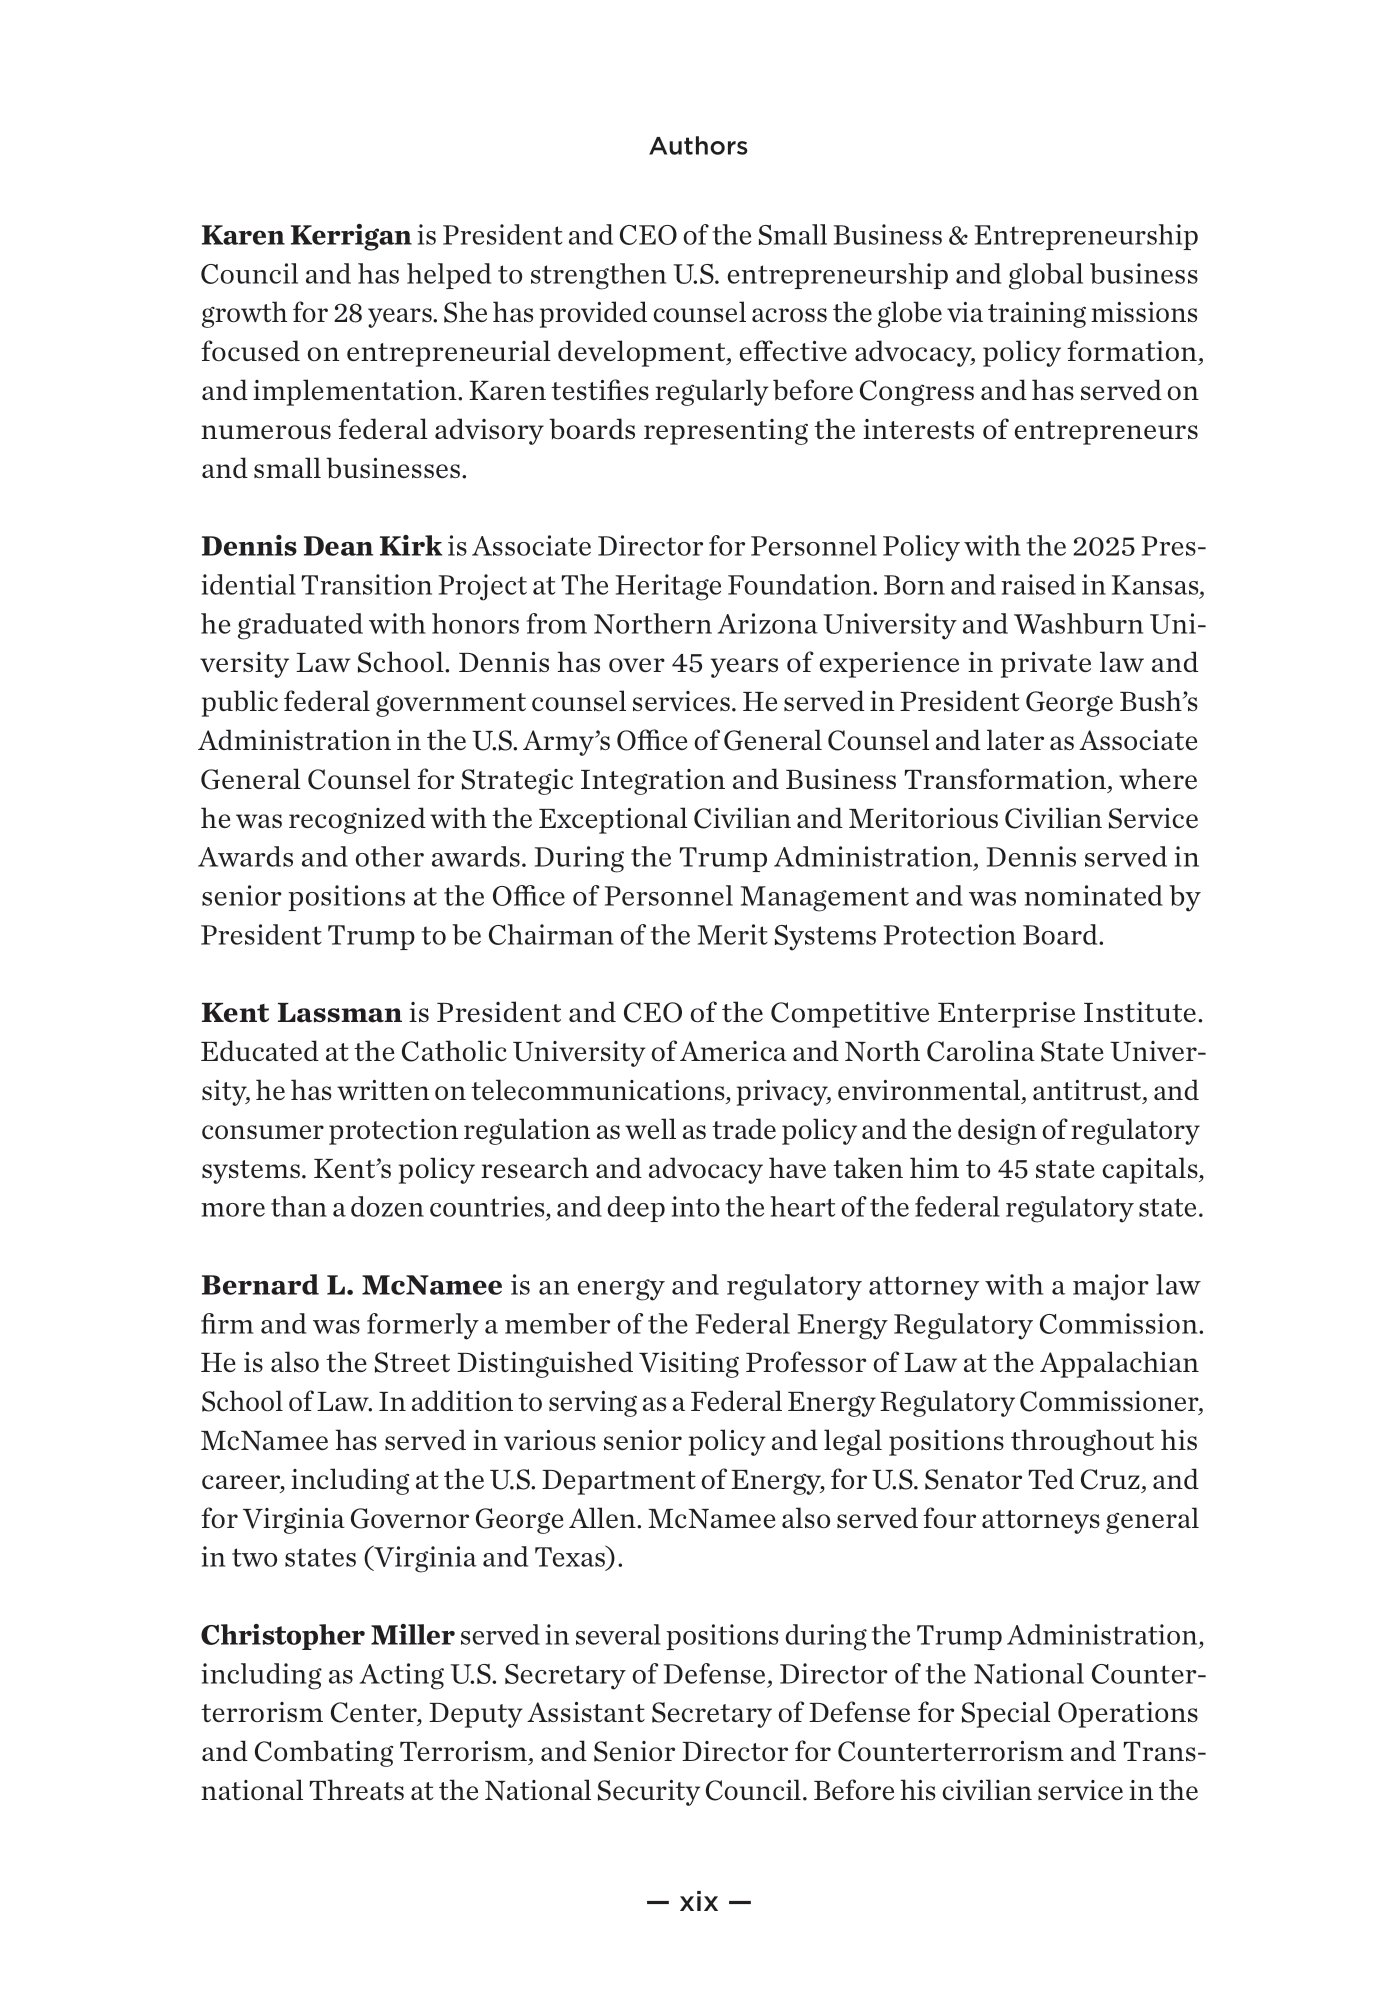 Authors
Karen Kerrigan is President and CEO of the Small Business & Entrepreneurship
Council and has helped to strengthen U.S. entrepreneurship and global business
growth for 28 years. She has provided counsel across the globe via training missions
focused on entrepreneurial development, effective advocacy, policy formation,
and implementation. Karen testifies regularly before Congress and has served on
numerous federal advisory boards representing the interests of entrepreneurs
and small businesses.
Dennis Dean Kirk is Associate Director for Personnel Policy with the 2025 Pres-
idential Transition Project at The Heritage Foundation. Born and raised in Kansas,
he graduated with honors from Northern Arizona University and Washburn Uni-
versity Law School. Dennis has over 45 years of experience in private law and
public federal government counsel services. He served in President George Bush’s
Administration in the U.S. Army’s Office of General Counsel and later as Associate
General Counsel for Strategic Integration and Business Transformation, where
he was recognized with the Exceptional Civilian and Meritorious Civilian Service
Awards and other awards. During the Trump Administration, Dennis served in
senior positions at the Office of Personnel Management and was nominated by
President Trump to be Chairman of the Merit Systems Protection Board.
Kent Lassman is President and CEO of the Competitive Enterprise Institute.
Educated at the Catholic University of America and North Carolina State Univer-
sity, he has written on telecommunications, privacy, environmental, antitrust, and
consumer protection regulation as well as trade policy and the design of regulatory
systems. Kent’s policy research and advocacy have taken him to 45 state capitals,
more than a dozen countries, and deep into the heart of the federal regulatory state.
Bernard L. McNamee is an energy and regulatory attorney with a major law
firm and was formerly a member of the Federal Energy Regulatory Commission.
He is also the Street Distinguished Visiting Professor of Law at the Appalachian
School of Law. In addition to serving as a Federal Energy Regulatory Commissioner,
McNamee has served in various senior policy and legal positions throughout his
career, including at the U.S. Department of Energy, for U.S. Senator Ted Cruz, and
for Virginia Governor George Allen. McNamee also served four attorneys general
in two states (Virginia and Texas).
Christopher Miller served in several positions during the Trump Administration,
including as Acting U.S. Secretary of Defense, Director of the National Counter-
terrorism Center, Deputy Assistant Secretary of Defense for Special Operations
and Combating Terrorism, and Senior Director for Counterterrorism and Trans-
national Threats at the National Security Council. Before his civilian service in the
— xix —